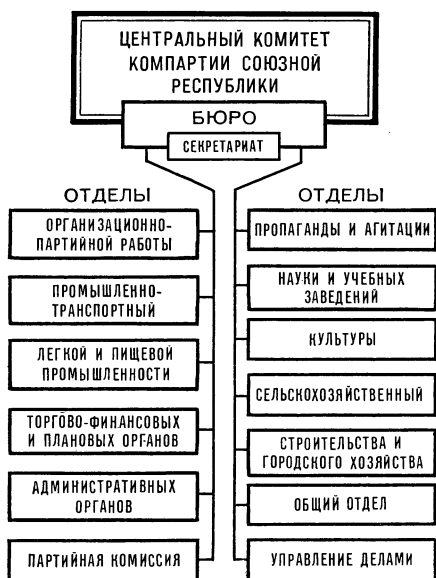 ЦЕНТРАЛЬНЫЙ КОМИТЕТ
КОМПАРТИИ СОЮЗНОЙ
РЕСПУБЛИКИ
БЮРО
СЕКРЕТАРИАТ
ОТДЕЛЫ
ОРГАНИЗАЦИОННО-
ПАРТИЙНОЙ РАБОТЫ
ПРОМЫШЛЕННО-
ТРАНСПОРТНЫЙ
ЛЕГКОЙ И ПИЩЕВОЙ
ПРОМЫШЛЕННОСТИ
ТОРГОВО-ФИНАНСОВЫХ
И ПЛАНОВЫХ ОРГАНОВ
АДМИНИСТРАТИВНЫХ
ОРГАНОВ
ПАРТИЙНАЯ КОМИССИЯ
ОТДЕЛЫ
ПРОПАГАНДЫ И АГИТАЦИИ
НАУКИ И УЧЕБНЫХ
ЗАВЕДЕНИЙ
КУЛЬТУРЫ
СЕЛЬСКОХОЗЯЙСТВЕННЫЙ
СТРОИТЕЛЬСТВА И
ГОРОДСКОГО ХОЗЯЙСТВА
ОБЩИЙ ОТДЕЛ
УПРАВЛЕНИЕ ДЕЛАМИ